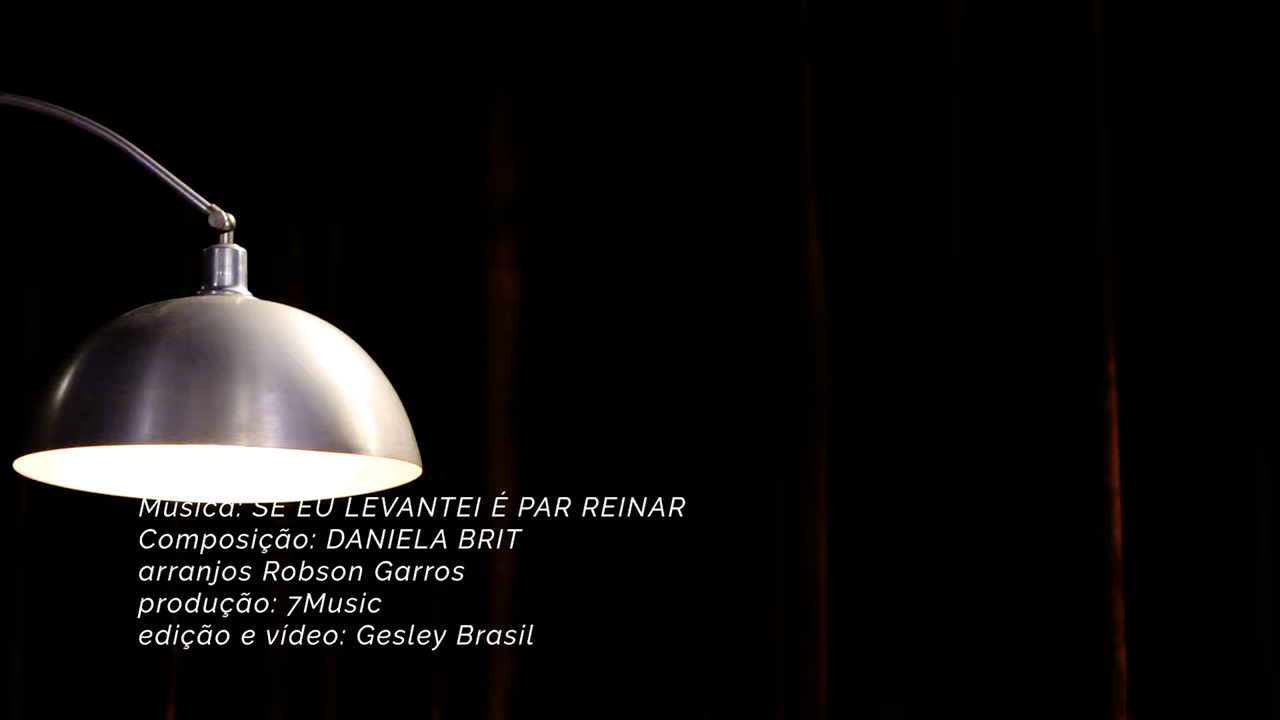 Musica: SE EU LEVANTEI É PAR REINAR
Composição: DANIELA BRIT
arranjos Robson Garros
produção: 7Music
edição e vídeo: Gesley Brasil